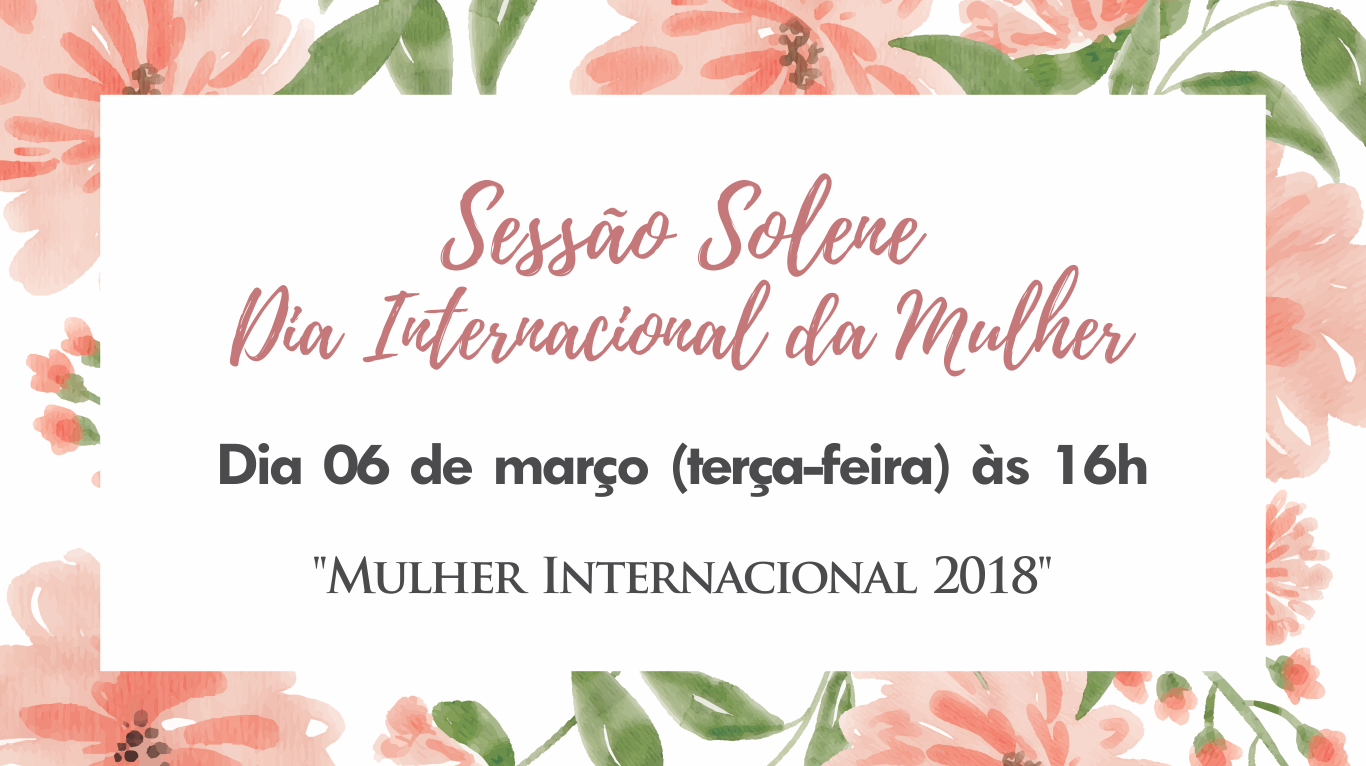 Sessão Solene
Dia Internacional da Mulher
Dia 06 de março (terça-feira) às 16h
"Mulher Internacional 2018"